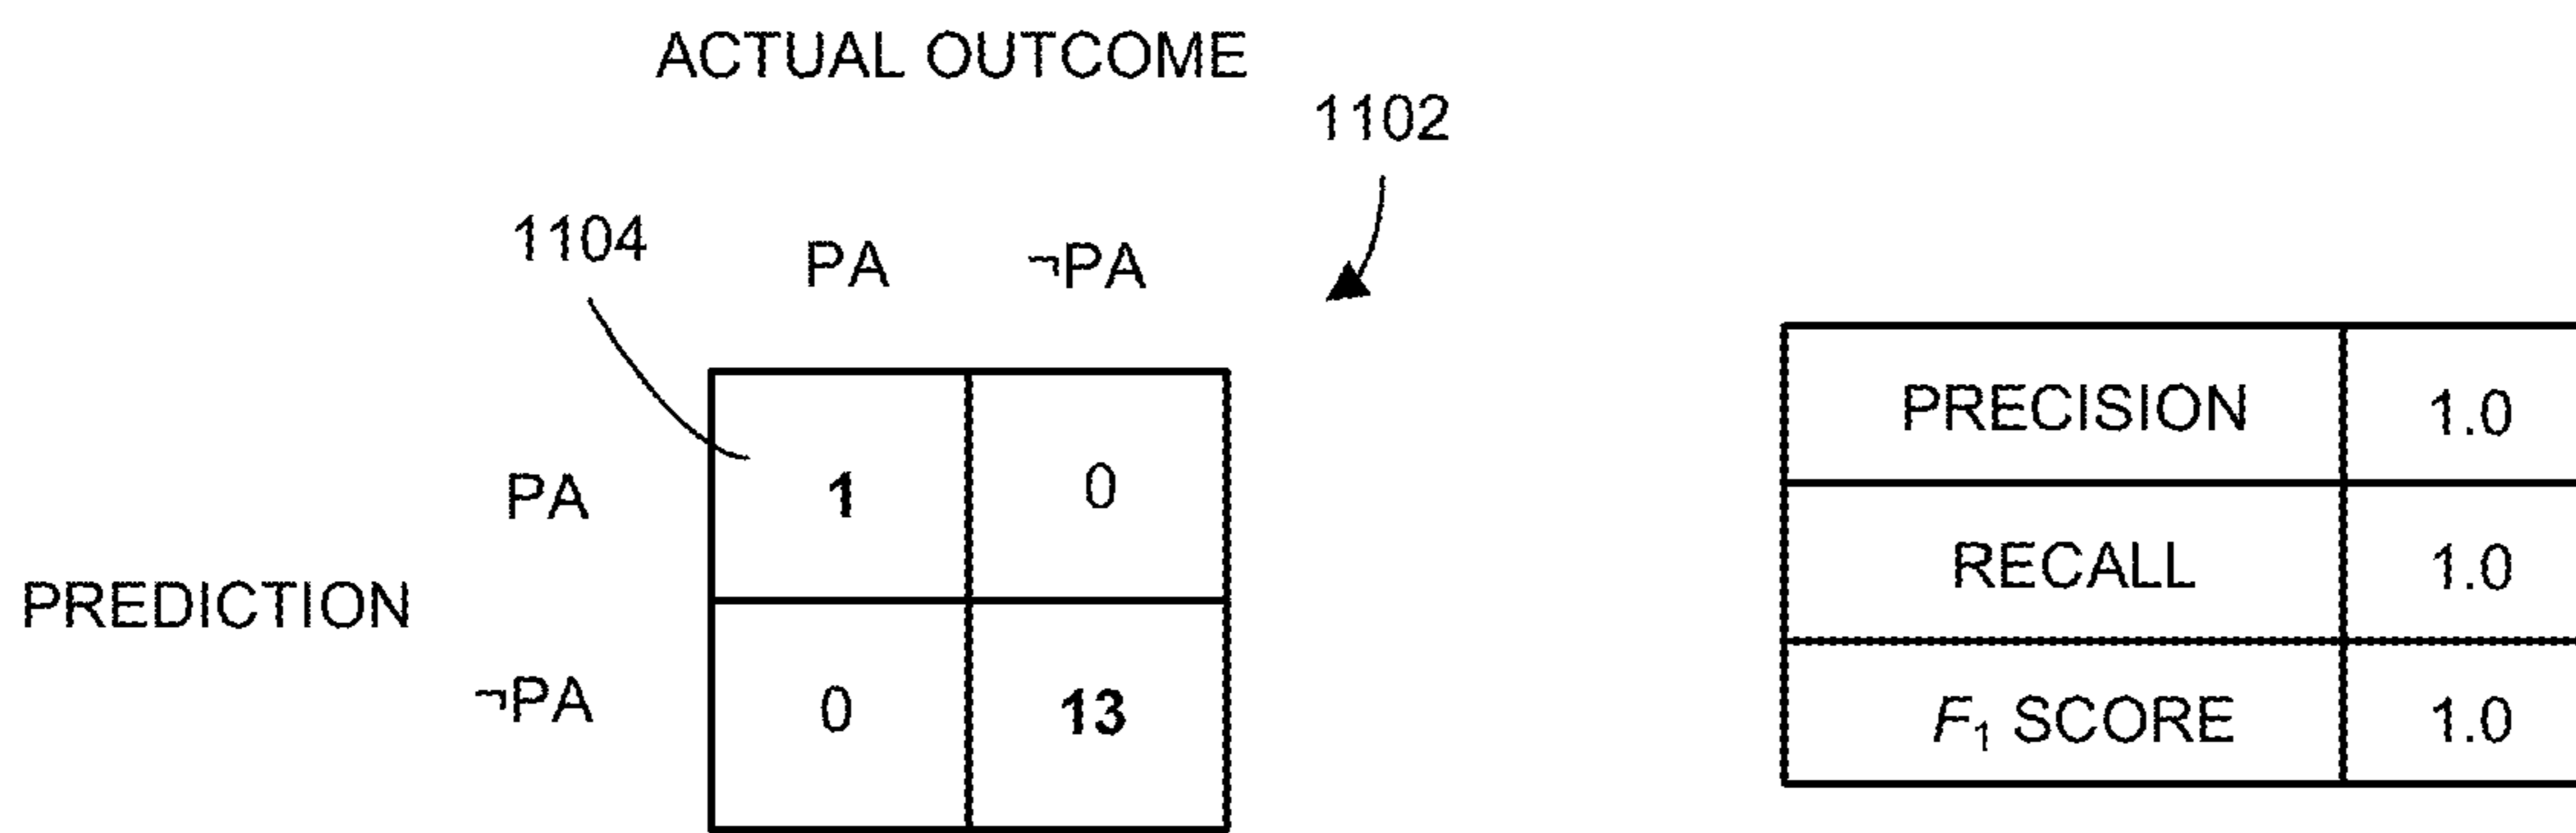 ACTUAL OUTCOME
1102
1104
PA ¬PA
PRECISION 1.0
PA 1 0
RECALL 1.0
PREDICTION
¬PA 0 13
F₁ SCORE 1.0